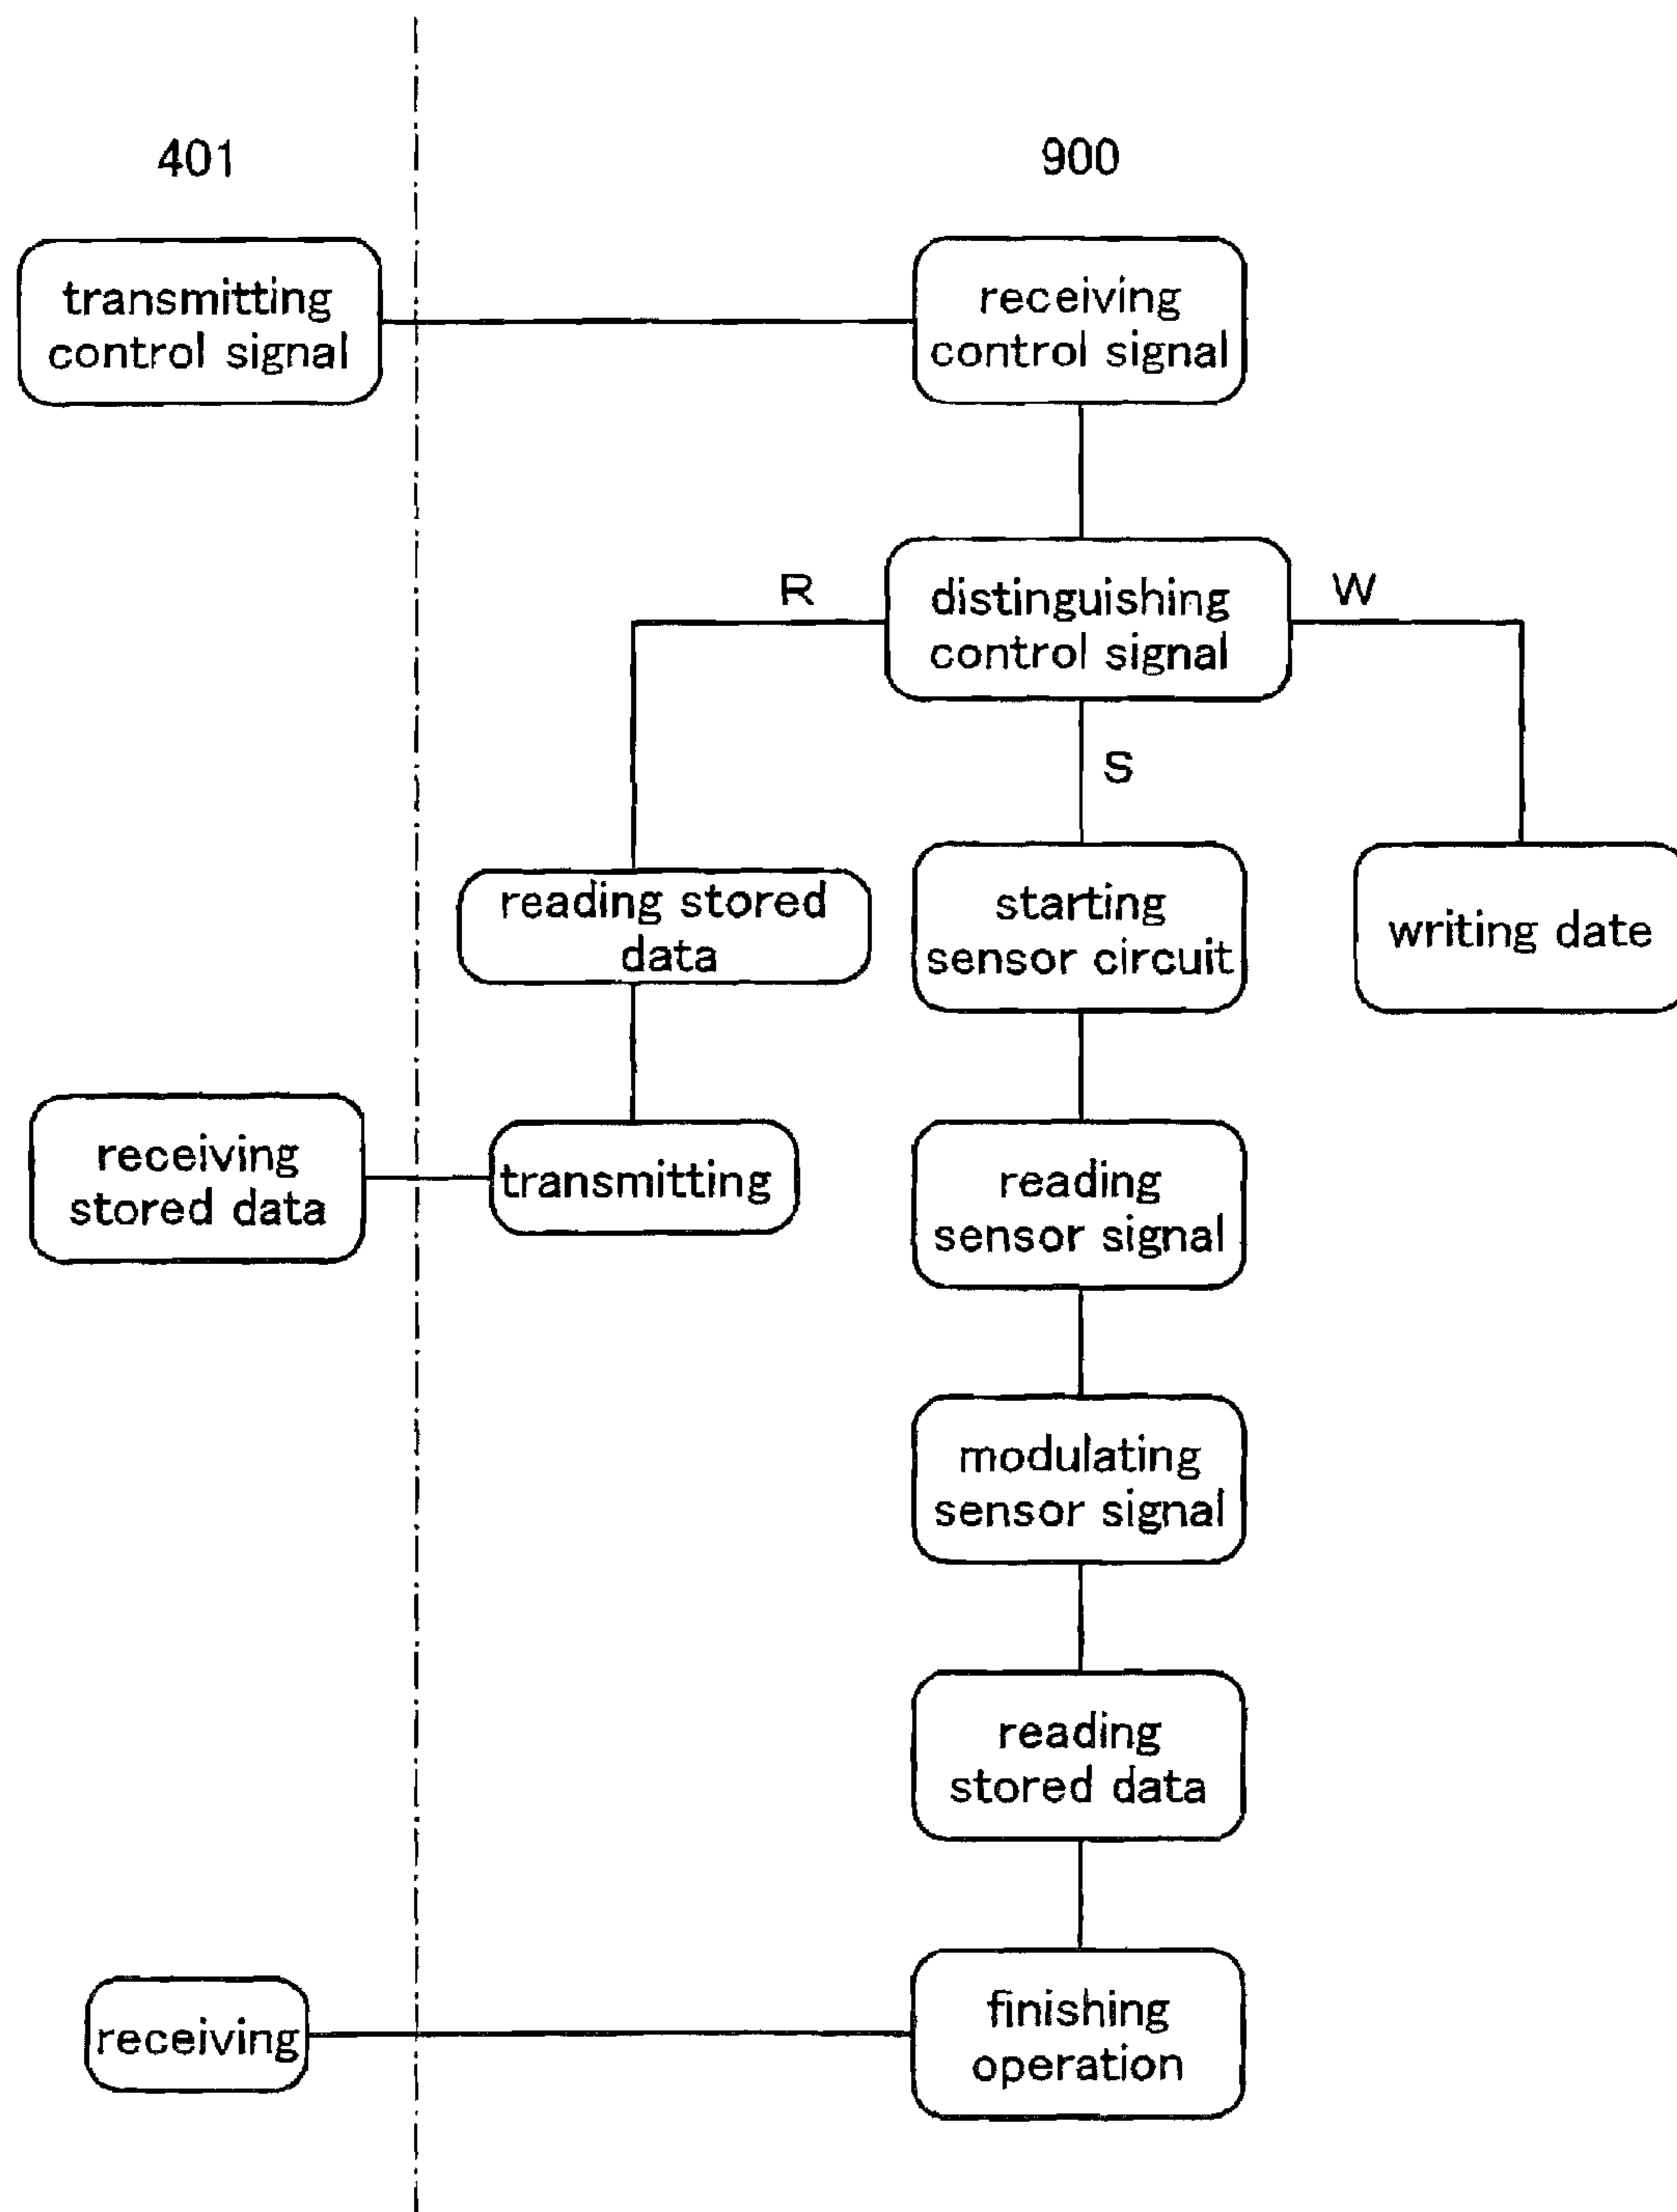 401
900
transmitting
control signal
receiving
control signal
R
distinguishing
control signal
W
S
reading stored
data
starting
sensor circuit
writing date
receiving
stored data
transmitting
reading
sensor signal
modulating
sensor signal
reading
stored data
receiving
finishing
operation